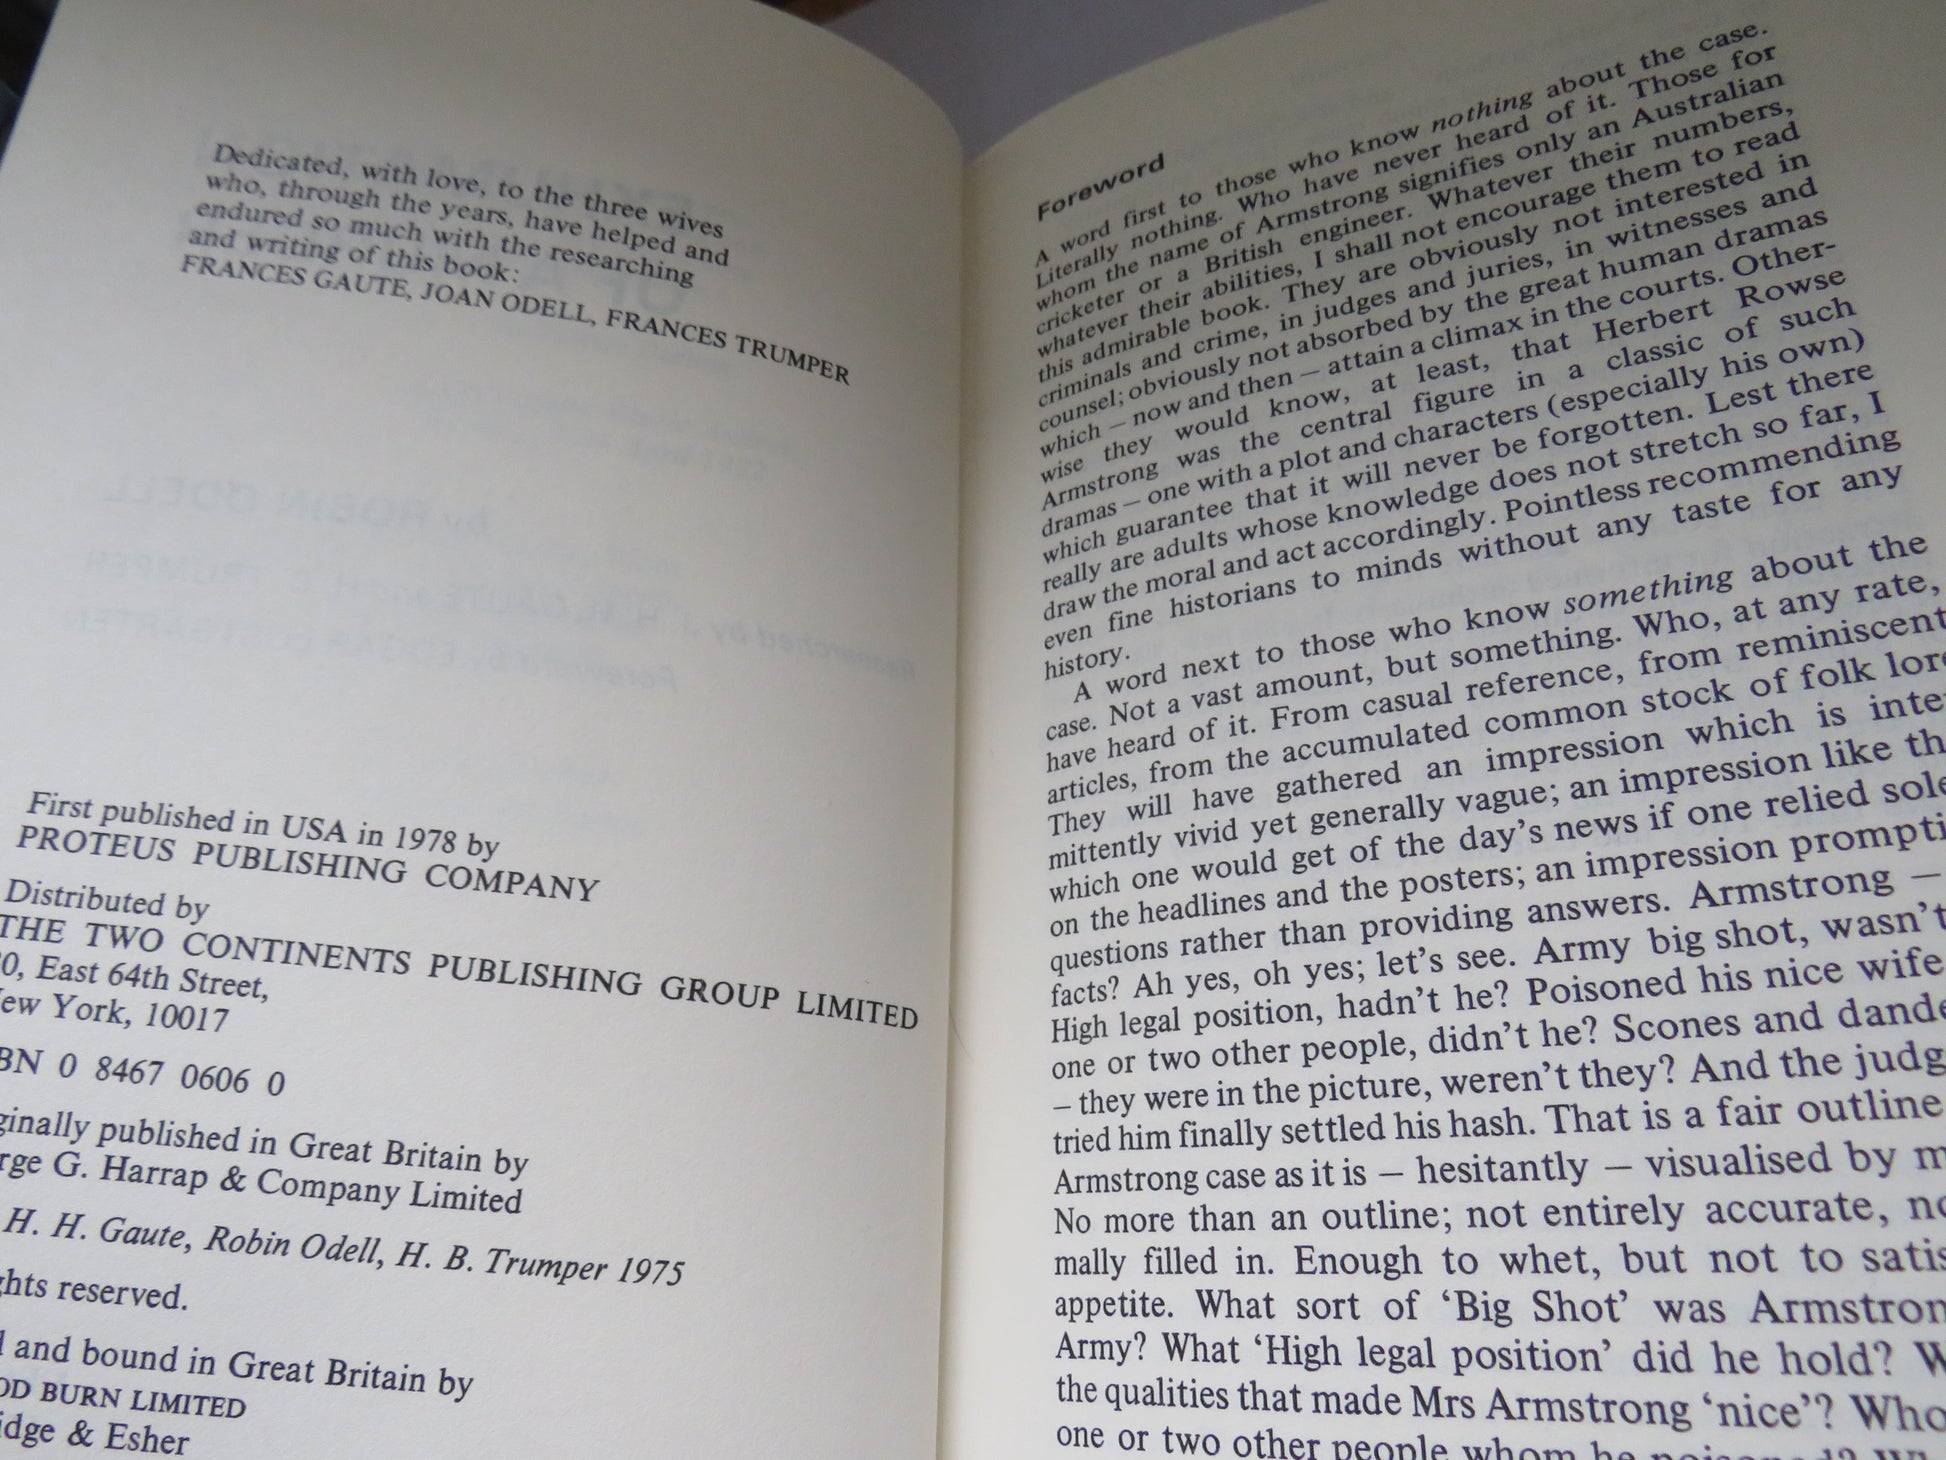 Dedicated, with love, to the three wives
who, through the years, have helped and
endured so much with the researching
and writing of this book:
FRANCES GAUTE, JOAN ODELL, FRANCES TRUMPER
First published in USA in 1978 by
PROTEUS PUBLISHING COMPANY
Distributed by
THE TWO CONTINENTS PUBLISHING GROUP LIMITED
0, East 64th Street,
ew York, 10017
BN 0 8467 0606 0
ginally published in Great Britain by
rge G. Harrap & Company Limited
H. H. Gaute, Robin Odell, H. B. Trumper 1975
ghts reserved.
d and bound in Great Britain by
OD BURN LIMITED
idge & Esher
Foreword
A word first to those who know nothing about the case.
Literally nothing. Who have never heard of it. Those for
whom the name of Armstrong signifies only an Australian
cricketer or a British engineer. Whatever their numbers,
whatever their abilities, I shall not encourage them to read
this admirable book. They are obviously not interested in
criminals and crime, in judges and juries, in witnesses and
counsel; obviously not absorbed by the great human dramas
which – now and then – attain a climax in the courts. Other-
wise they would know, at least, that Herbert Rowse
Armstrong was the central figure in a classic of such
dramas – one with a plot and characters (especially his own)
which guarantee that it will never be forgotten. Lest there
really are adults whose knowledge does not stretch so far, I
draw the moral and act accordingly. Pointless recommending
even fine historians to minds without any taste for any
history.
A word next to those who know something about the
case. Not a vast amount, but something. Who, at any rate,
have heard of it. From casual reference, from reminiscent
articles, from the accumulated common stock of folk lor
They will have gathered an impression which is inte
mittently vivid yet generally vague; an impression like th
which one would get of the day's news if one relied sole
on the headlines and the posters; an impression prompti
questions rather than providing answers. Armstrong –
facts? Ah yes, oh yes; let's see. Army big shot, wasn't
High legal position, hadn't he? Poisoned his nice wife
one or two other people, didn't he? Scones and dande
– they were in the picture, weren't they? And the judg
tried him finally settled his hash. That is a fair outline
Armstrong case as it is – hesitantly – visualised by m
No more than an outline; not entirely accurate, no
mally filled in. Enough to whet, but not to satis
appetite. What sort of 'Big Shot' was Armstron
Army? What 'High legal position' did he hold? W
the qualities that made Mrs Armstrong 'nice'? Who
one or two other people whom he poisoned?